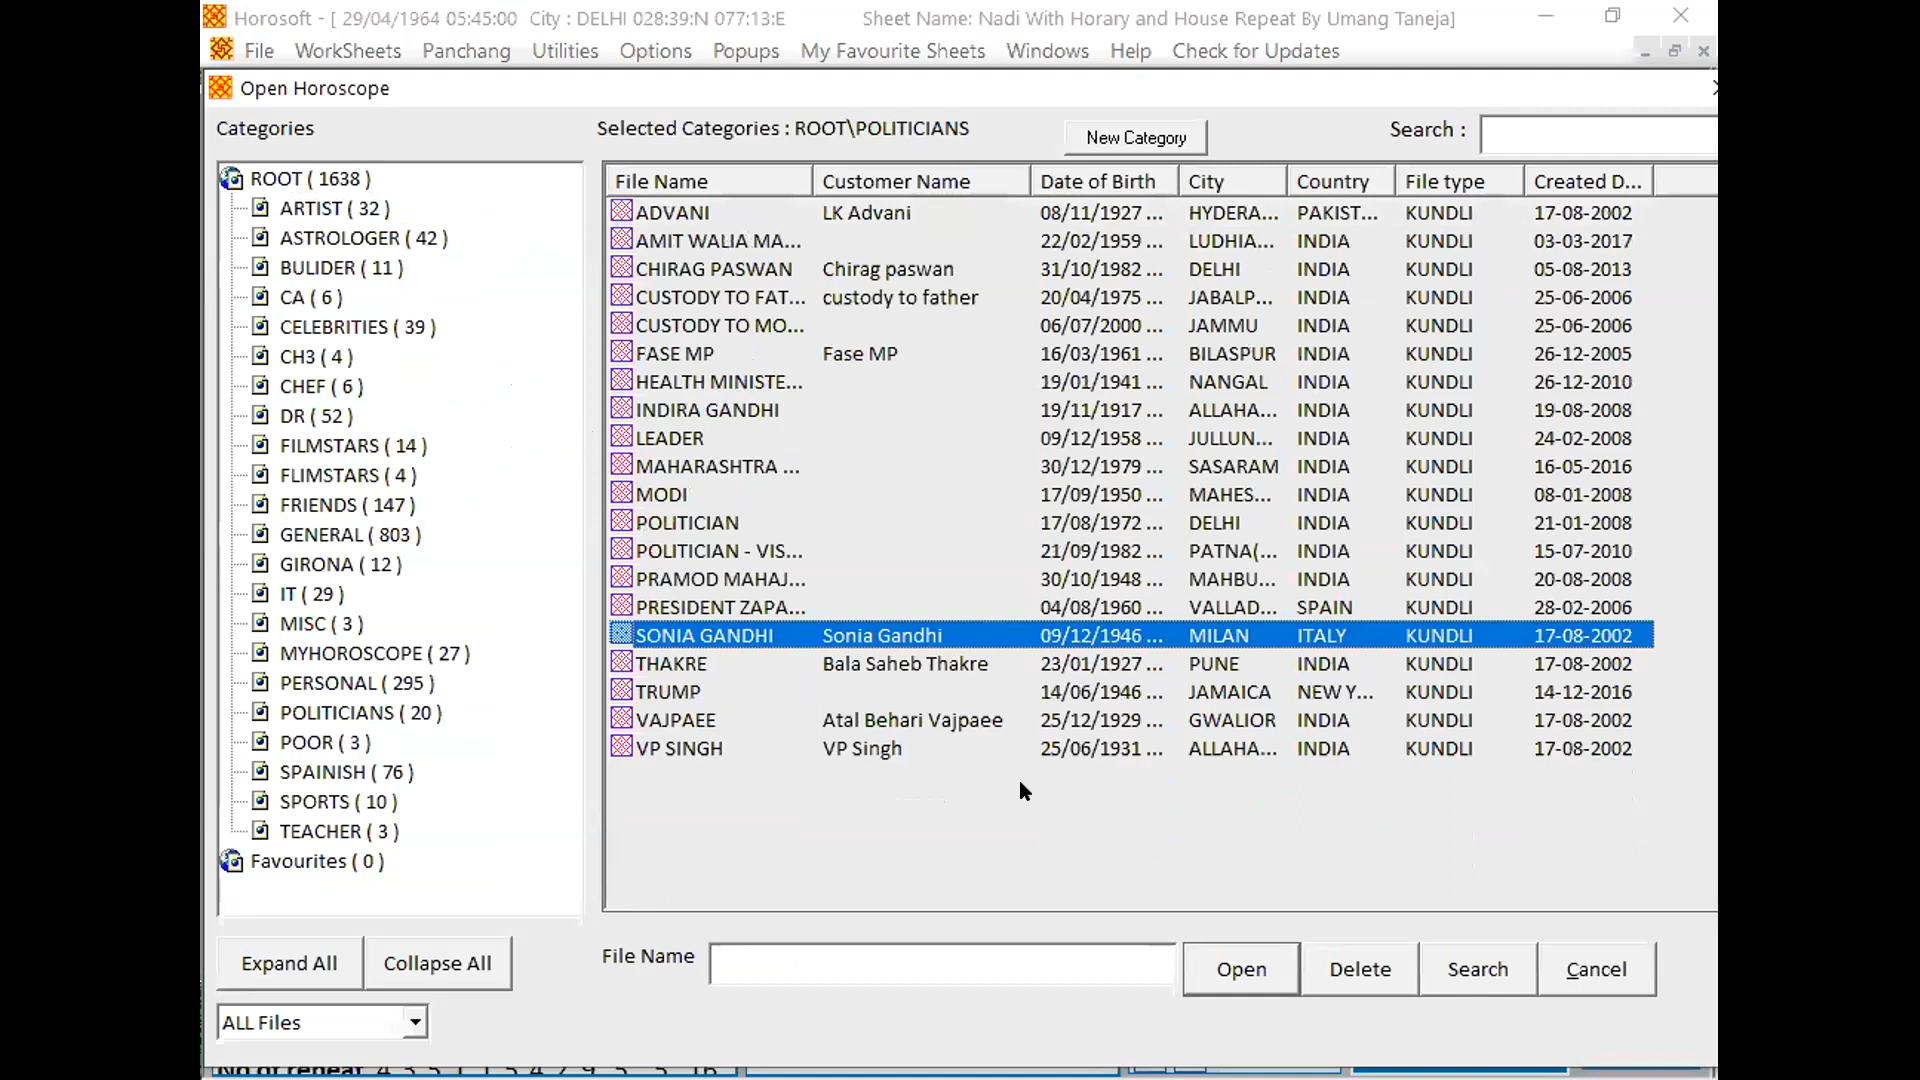 Horosoft - [ 29/04/1964 05:45:00 City : DELHI 028:39:N 077:13:E Sheet Name: Nadi With Horary and House Repeat By Umang Taneja]
File WorkSheets Panchang Utilities Options Popups My Favourite Sheets Windows Help Check for Updates
Open Horoscope
Categories
Selected Categories : ROOT\POLITICIANS
New Category
Search :
ROOT ( 1638 )
ARTIST ( 32 )
ASTROLOGER ( 42 )
BULIDER ( 11 )
CA ( 6 )
CELEBRITIES ( 39 )
CH3 ( 4 )
CHEF ( 6 )
DR ( 52 )
FILMSTARS ( 14 )
FLIMSTARS ( 4 )
FRIENDS ( 147 )
GENERAL ( 803 )
GIRONA ( 12 )
IT ( 29 )
MISC ( 3 )
MYHOROSCOPE ( 27 )
PERSONAL ( 295 )
POLITICIANS ( 20 )
POOR ( 3 )
SPAINISH ( 76 )
SPORTS ( 10 )
TEACHER ( 3 )
Favourites ( 0 )
File Name Customer Name Date of Birth City Country File type Created D...
ADVANI LK Advani 08/11/1927 ... HYDERA... PAKIST... KUNDLI 17-08-2002
AMIT WALIA MA... 22/02/1959 ... LUDHIA... INDIA KUNDLI 03-03-2017
CHIRAG PASWAN Chirag paswan 31/10/1982 ... DELHI INDIA KUNDLI 05-08-2013
CUSTODY TO FAT... custody to father 20/04/1975 ... JABALP... INDIA KUNDLI 25-06-2006
CUSTODY TO MO... 06/07/2000 ... JAMMU INDIA KUNDLI 25-06-2006
FASE MP Fase MP 16/03/1961 ... BILASPUR INDIA KUNDLI 26-12-2005
HEALTH MINISTE... 19/01/1941 ... NANGAL INDIA KUNDLI 26-12-2010
INDIRA GANDHI 19/11/1917 ... ALLAHA... INDIA KUNDLI 19-08-2008
LEADER 09/12/1958 ... JULLUN... INDIA KUNDLI 24-02-2008
MAHARASHTRA ... 30/12/1979 ... SASARAM INDIA KUNDLI 16-05-2016
MODI 17/09/1950 ... MAHES... INDIA KUNDLI 08-01-2008
POLITICIAN 17/08/1972 ... DELHI INDIA KUNDLI 21-01-2008
POLITICIAN - VIS... 21/09/1982 ... PATNA(... INDIA KUNDLI 15-07-2010
PRAMOD MAHAJ... 30/10/1948 ... MAHBU... INDIA KUNDLI 20-08-2008
PRESIDENT ZAPA... 04/08/1960 ... VALLAD... SPAIN KUNDLI 28-02-2006
SONIA GANDHI Sonia Gandhi 09/12/1946 ... MILAN ITALY KUNDLI 17-08-2002
THAKRE Bala Saheb Thakre 23/01/1927 ... PUNE INDIA KUNDLI 17-08-2002
TRUMP 14/06/1946 ... JAMAICA NEW Y... KUNDLI 14-12-2016
VAJPAEE Atal Behari Vajpaee 25/12/1929 ... GWALIOR INDIA KUNDLI 17-08-2002
VP SINGH VP Singh 25/06/1931 ... ALLAHA... INDIA KUNDLI 17-08-2002
Expand All Collapse All
File Name
Open Delete Search Cancel
ALL Files
No of repeat